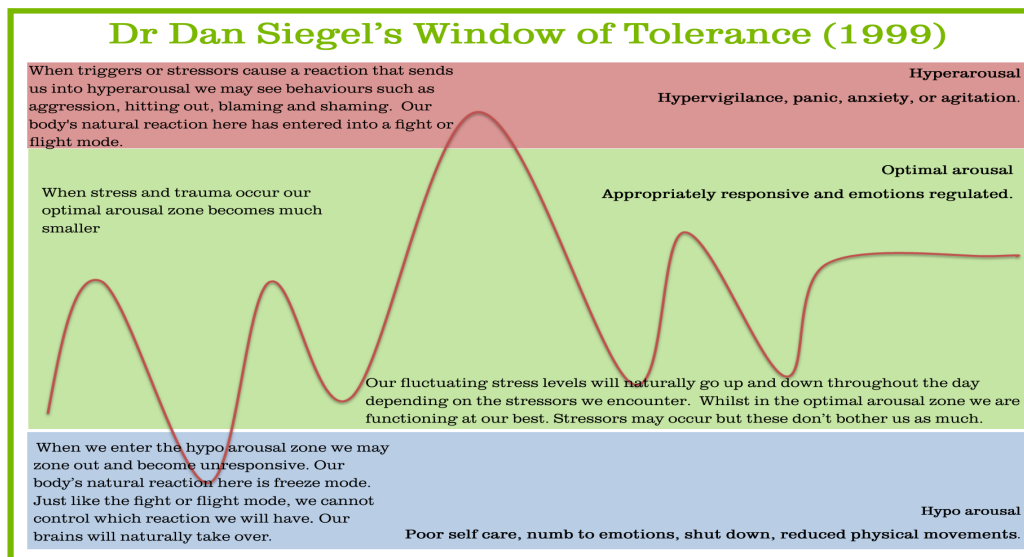 Dr Dan Siegel's Window of Tolerance (1999)
When triggers or stressors cause a reaction that sends
us into hyperarousal we may see behaviours such as
aggression, hitting out, blaming and shaming.  Our
body's natural reaction here has entered into a fight or
flight mode.
Hyperarousal
Hypervigilance, panic, anxiety, or agitation.
Optimal arousal
Appropriately responsive and emotions regulated.
When stress and trauma occur our
optimal arousal zone becomes much
smaller
Our fluctuating stress levels will naturally go up and down throughout the day
depending on the stressors we encounter.  Whilst in the optimal arousal zone we are
functioning at our best. Stressors may occur but these don't bother us as much.
When we enter the hypo arousal zone we may
zone out and become unresponsive. Our
body's natural reaction here is freeze mode.
Just like the fight or flight mode, we cannot
control which reaction we will have. Our
brains will naturally take over.
Hypo arousal
Poor self care, numb to emotions, shut down, reduced physical movements.